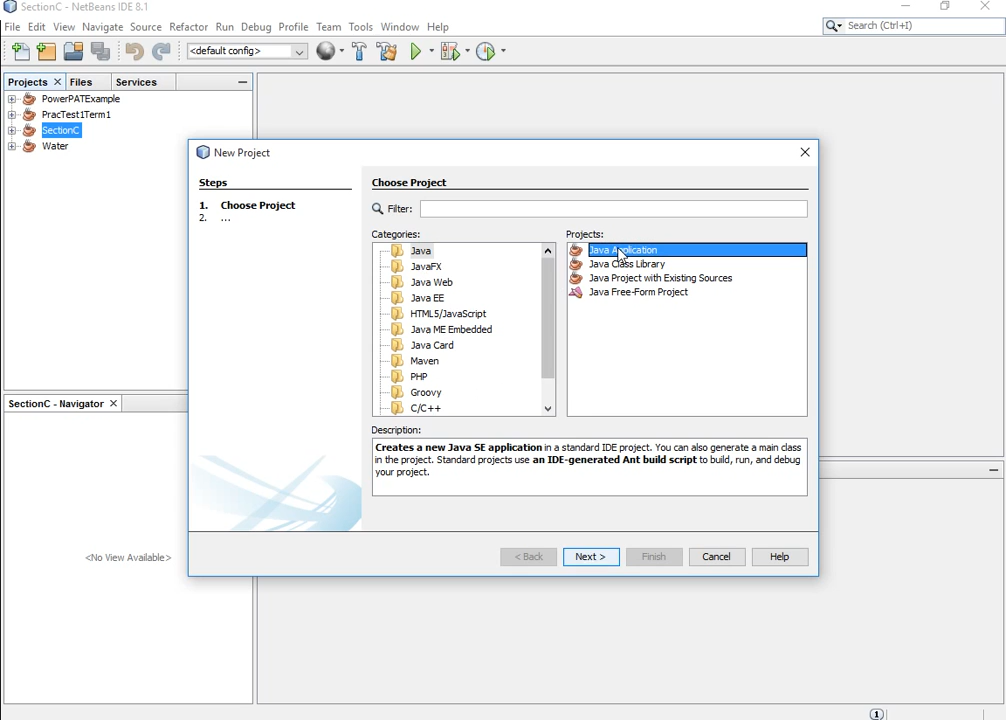 SectionC - NetBeans IDE 8.1
File Edit View Navigate Source Refactor Run Debug Profile Team Tools Window Help
Search (Ctrl+I)
<default config>
Projects Files Services
PowerPATExample
PracTest1Term1
SectionC
Water
New Project
Steps
1. Choose Project
2. ...
Choose Project
Filter:
Categories:
Java
JavaFX
Java Web
Java EE
HTML5/JavaScript
Java ME Embedded
Java Card
Maven
PHP
Groovy
C/C++
Projects:
Java Application
Java Class Library
Java Project with Existing Sources
Java Free-Form Project
Description:
Creates a new Java SE application in a standard IDE project. You can also generate a main class
in the project. Standard projects use an IDE-generated Ant build script to build, run, and debug
your project.
< Back Next > Finish Cancel Help
SectionC - Navigator
<No View Available>
1